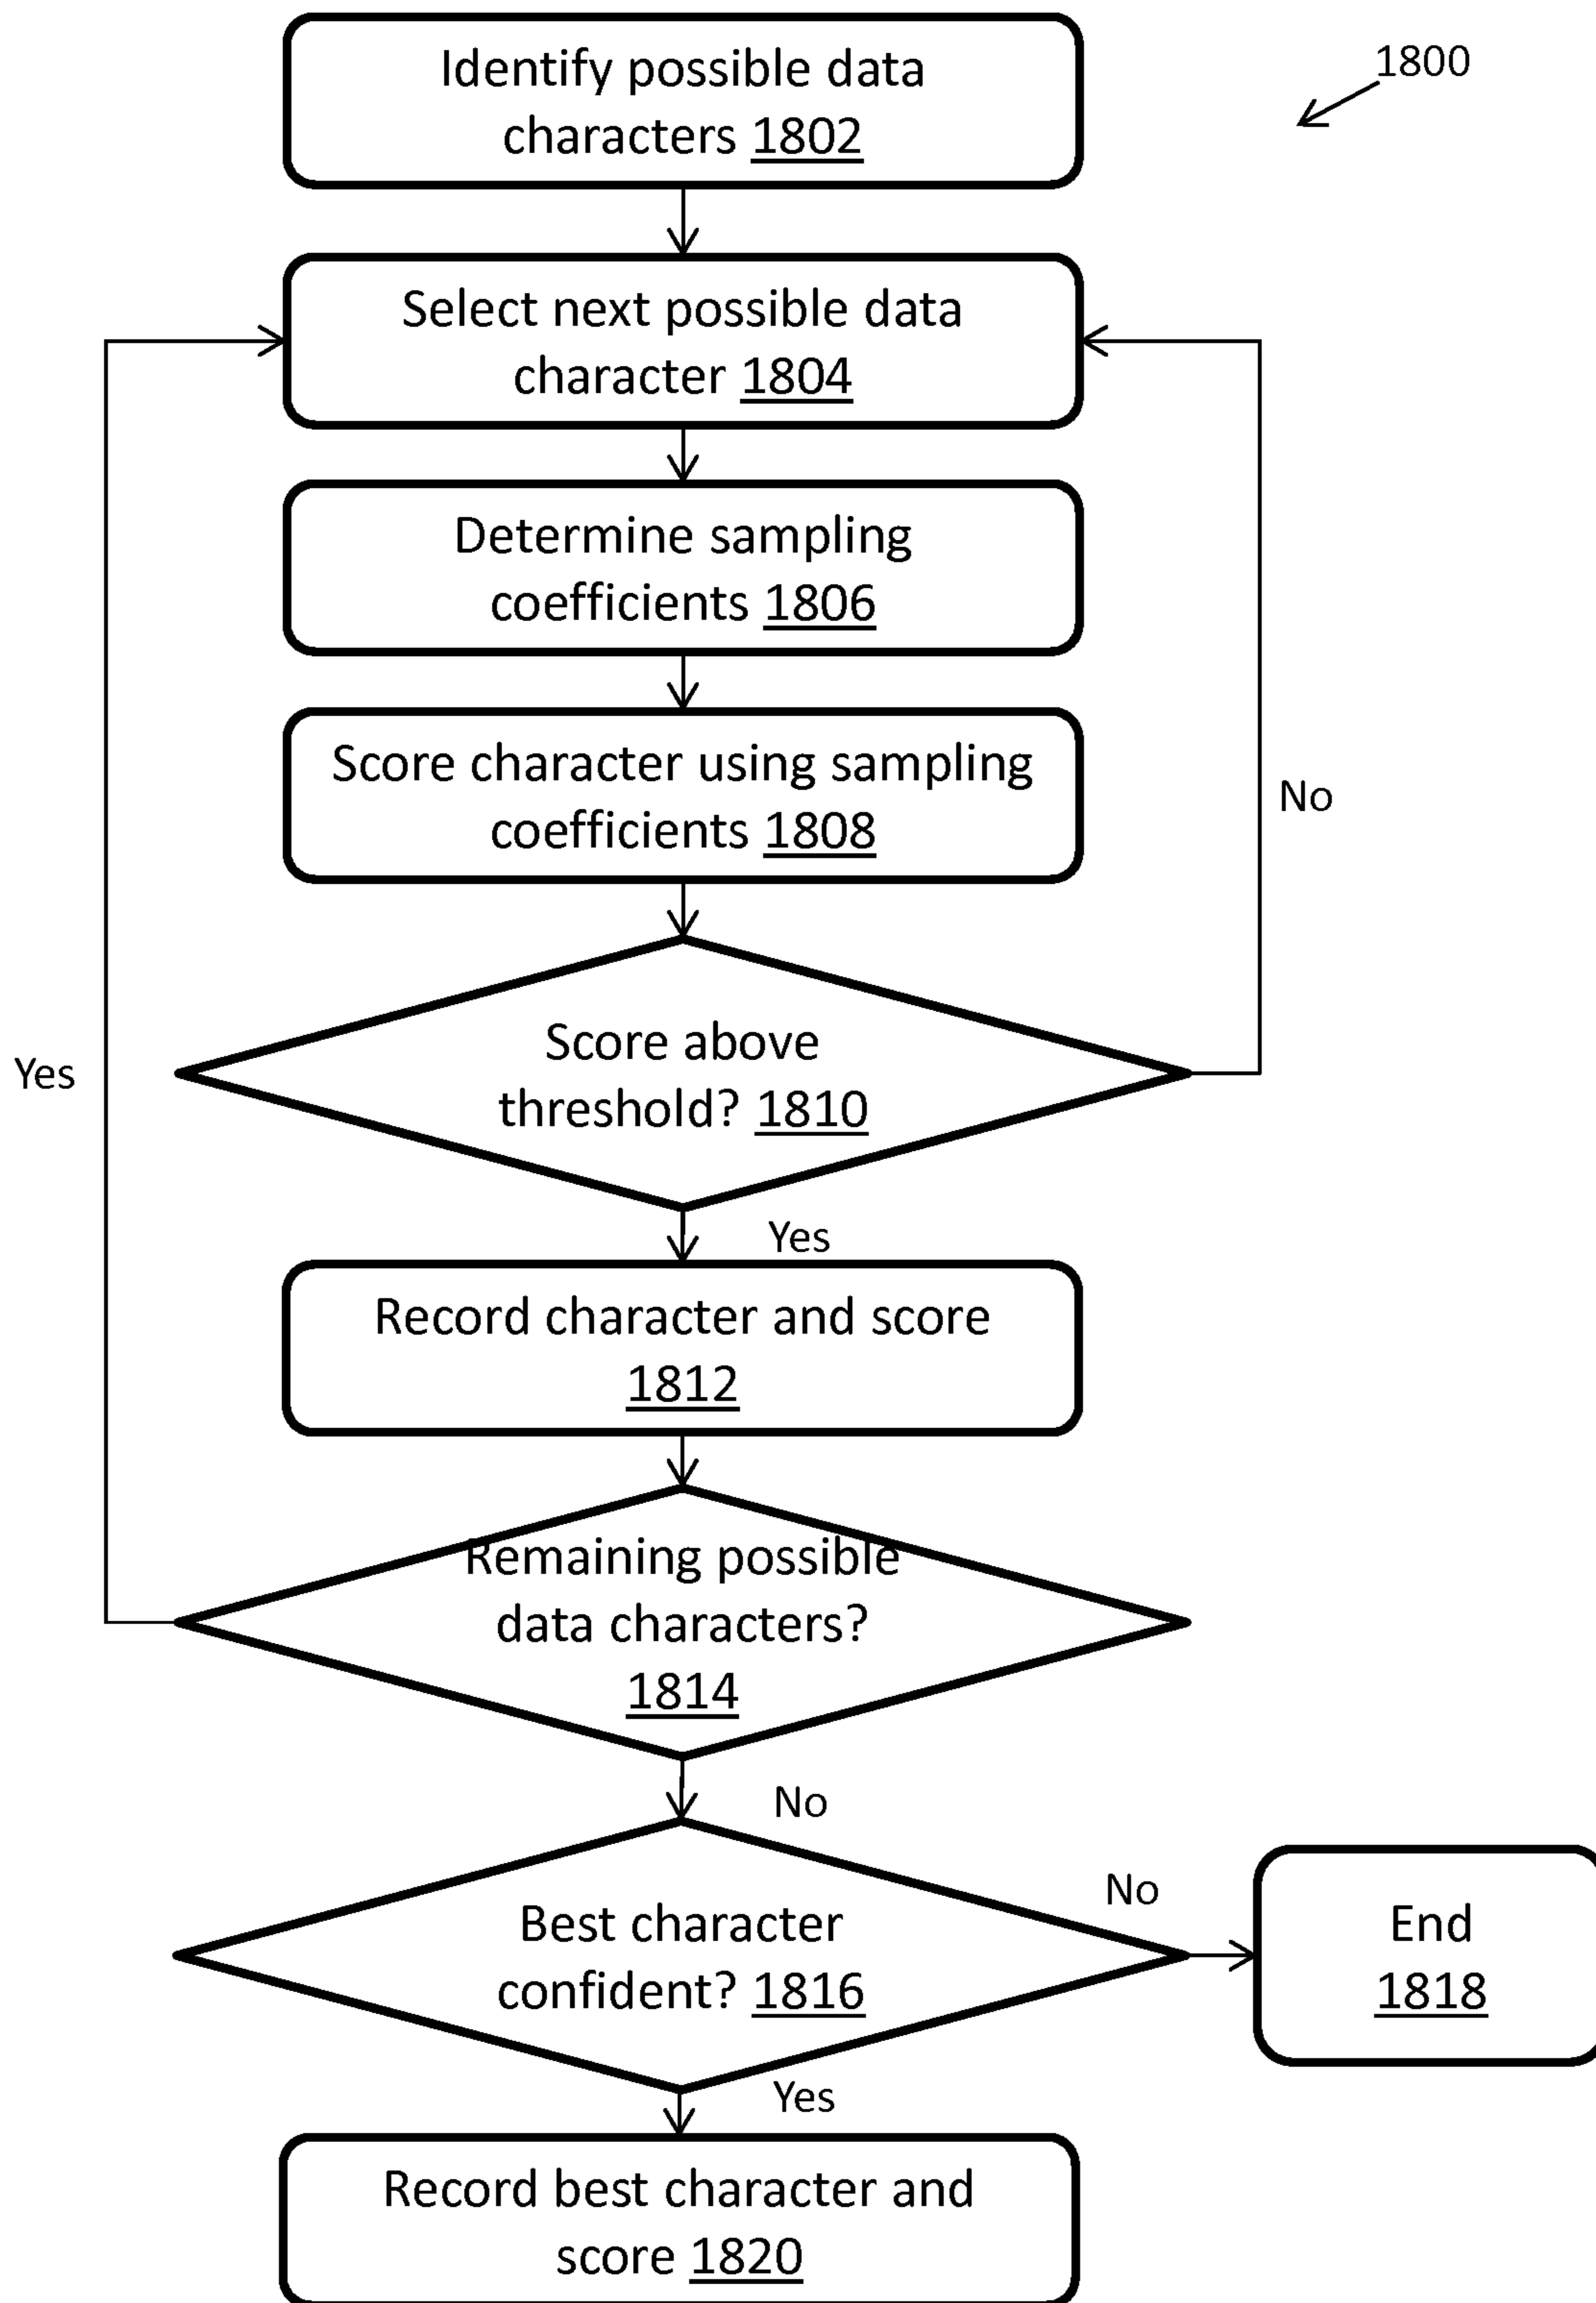 Identify possible data
characters 1802
1800
Select next possible data
character 1804
Determine sampling
coefficients 1806
Score character using sampling
coefficients 1808
No
Score above
threshold? 1810
Yes
Yes
Record character and score
1812
Remaining possible
data characters?
1814
No
Best character
confident? 1816
No
End
1818
Yes
Record best character and
score 1820